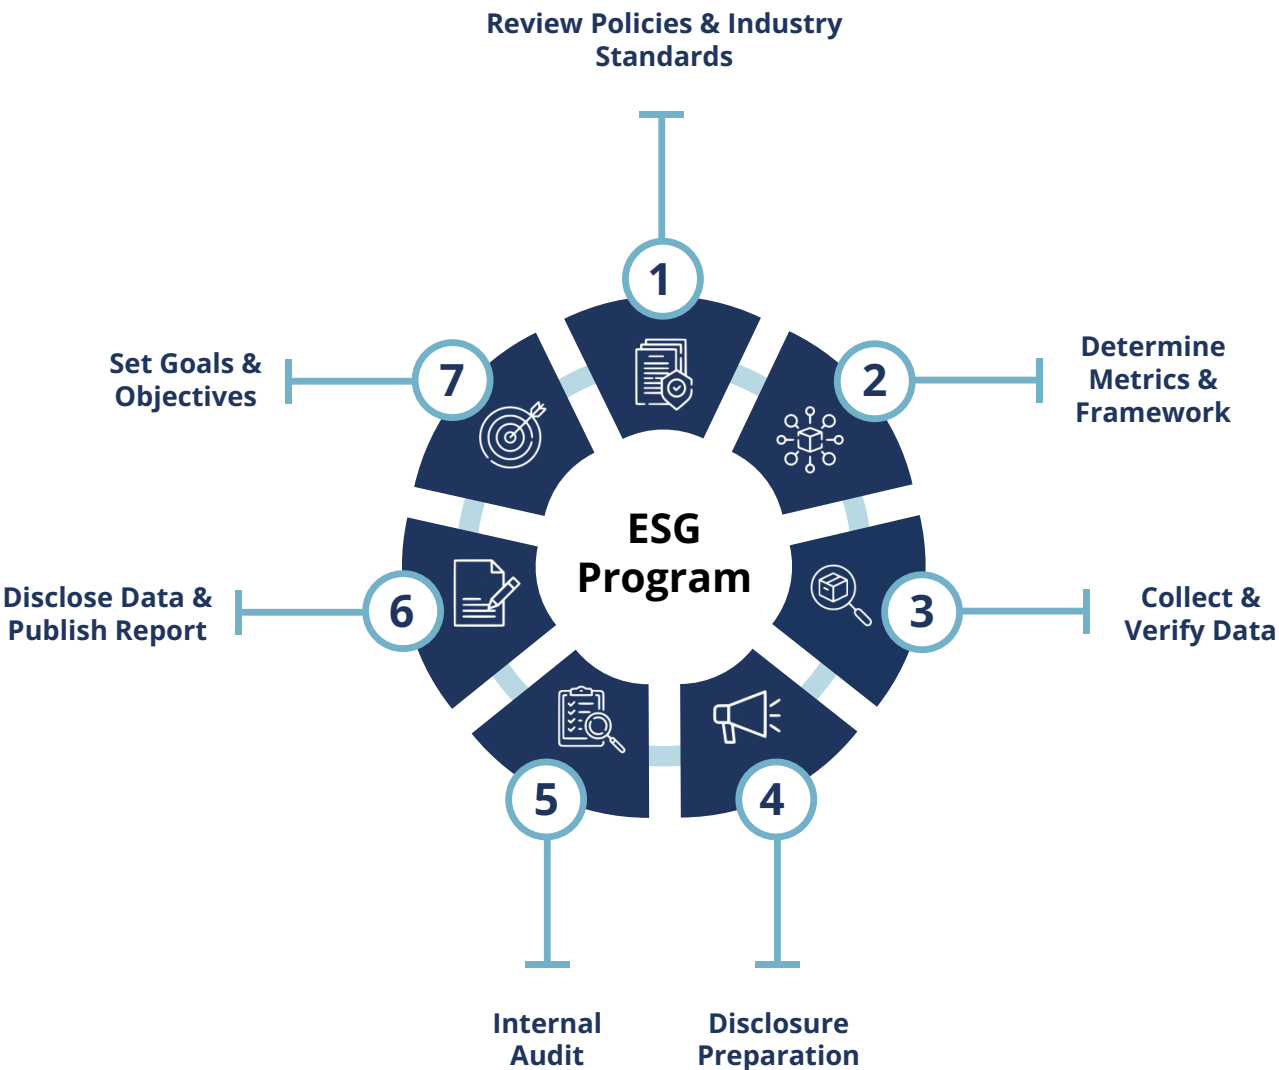 Review Policies & Industry
Standards
1
2
Determine
Metrics &
Framework
3
Collect &
Verify Data
4
Disclosure
Preparation
5
Internal
Audit
6
Disclose Data &
Publish Report
7
Set Goals &
Objectives
ESG
Program